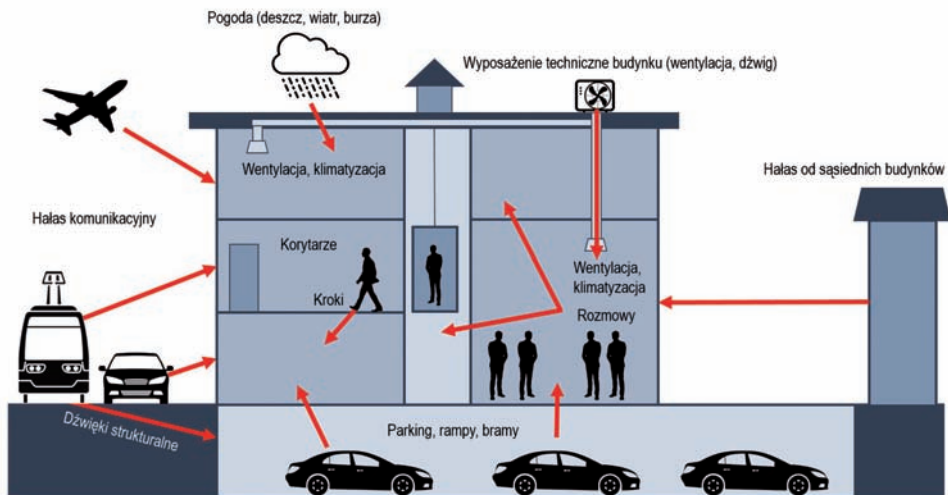 Pogoda (deszcz, wiatr, burza)
Wyposażenie techniczne budynku (wentylacja, dźwig)
Wentylacja, klimatyzacja
Hałas od sąsiednich budynków
Hałas komunikacyjny
Korytarze
Kroki
Wentylacja,
klimatyzacja
Rozmowy
Dźwięki strukturalne
Parking, rampy, bramy